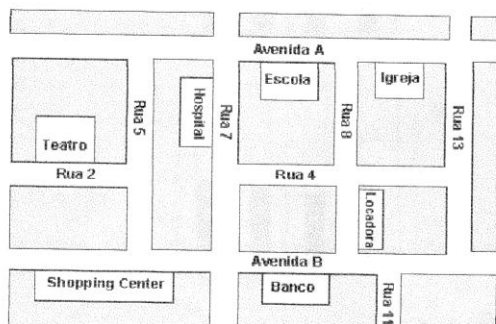 Avenida A
Escola
Igreja
Hospital
Rua 5
Rua 7
Rua 8
Rua 13
Teatro
Rua 2
Rua 4
Locadora
Avenida B
Shopping Center
Banco
Rua 11